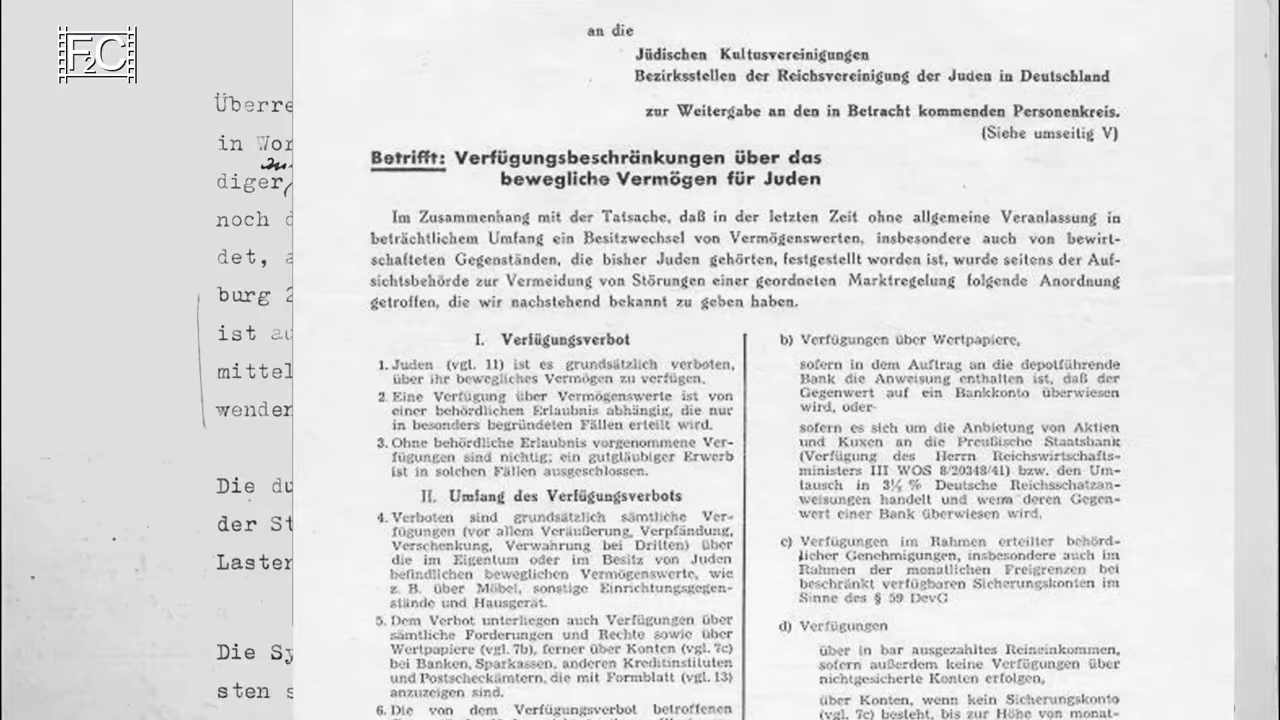 F2C
Überre
in Wor
zu
diger
noch d
det, a
burg 2
ist au
mittel
wender
Die du
der St
Laster
Die Sy
sten s
an die
Jüdischen Kultusvereinigungen
Bezirksstellen der Reichsvereinigung der Juden in Deutschland
zur Weitergabe an den in Betracht kommenden Personenkreis.
(Siehe umseitig V)
Betrifft: Verfügungsbeschränkungen über das
bewegliche Vermögen für Juden
Im Zusammenhang mit der Tatsache, daß in der letzten Zeit ohne allgemeine Veranlassung in
beträchtlichem Umfang ein Besitzwechsel von Vermögenswerten, insbesondere auch von bewirt-
schafteten Gegenständen, die bisher Juden gehörten, festgestellt worden ist, wurde seitens der Auf-
sichtsbehörde zur Vermeidung von Störungen einer geordneten Marktregelung folgende Anordnung
getroffen, die wir nachstehend bekannt zu geben haben.
I. Verfügungsverbot
1. Juden (vgl. 11) ist es grundsätzlich verboten,
über ihr bewegliches Vermögen zu verfügen.
2. Eine Verfügung über Vermögenswerte ist von
einer behördlichen Erlaubnis abhängig, die nur
in besonders begründeten Fällen erteilt wird.
3. Ohne behördliche Erlaubnis vorgenommene Ver-
fügungen sind nichtig; ein gutgläubiger Erwerb
ist in solchen Fällen ausgeschlossen.
II. Umfang des Verfügungsverbots
4. Verboten sind grundsätzlich sämtliche Ver-
fügungen (vor allem Veräußerung, Verpfändung,
Verschenkung, Verwahrung bei Dritten) über
die im Eigentum oder im Besitz von Juden
befindlichen beweglichen Vermögenswerte, wie
z. B. über Möbel, sonstige Einrichtungsgegen-
stände und Hausgerät.
5. Dem Verbot unterliegen auch Verfügungen über
sämtliche Forderungen und Rechte sowie über
Wertpapiere (vgl. 7b), ferner über Konten (vgl. 7c)
bei Banken, Sparkassen, anderen Kreditinstituten
und Postscheckämtern, die mit Formblatt (vgl. 13)
anzuzeigen sind.
6. Die von dem Verfügungsverbot betroffenen
b) Verfügungen über Wertpapiere,
sofern in dem Auftrag an die depotführende
Bank die Anweisung enthalten ist, daß der
Gegenwert auf ein Bankkonto überwiesen
wird, oder
sofern es sich um die Anbietung von Aktien
und Kuxen an die Preußische Staatsbank
(Verfügung des Herrn Reichswirtschafts-
ministers III WOS 8/20348/41) bzw. den Um-
tausch in 3½ % Deutsche Reichsschatzan-
weisungen handelt und wenn deren Gegen-
wert einer Bank überwiesen wird,
c) Verfügungen im Rahmen erteilter behörd-
licher Genehmigungen, insbesondere auch im
Rahmen der monatlichen Freigrenzen bei
beschränkt verfügbaren Sicherungskonten im
Sinne des § 59 DevG
d) Verfügungen
über in bar ausgezahltes Reineinkommen,
sofern außerdem keine Verfügungen über
nichtgesicherte Konten erfolgen,
über Konten, wenn kein Sicherungskonto
(vgl. 7c) besteht, bis zur Höhe von monat-